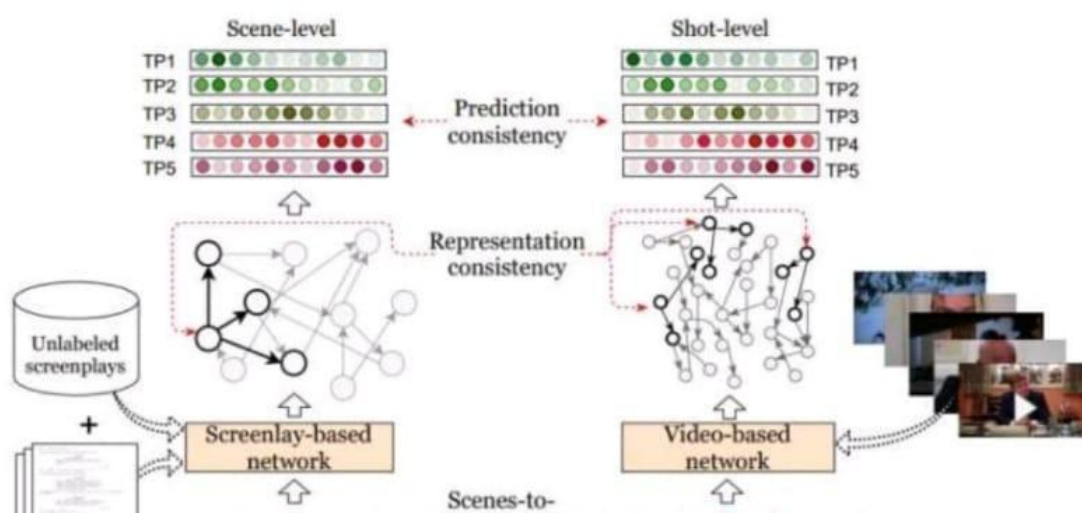 Scene-level
Shot-level
TP1
TP2
TP3
TP4
TP5
TP1
TP2
TP3
TP4
TP5
Prediction
consistency
Representation
consistency
Unlabeled
screenplays
+
Screenlay-based
network
Video-based
network
Scenes-to-